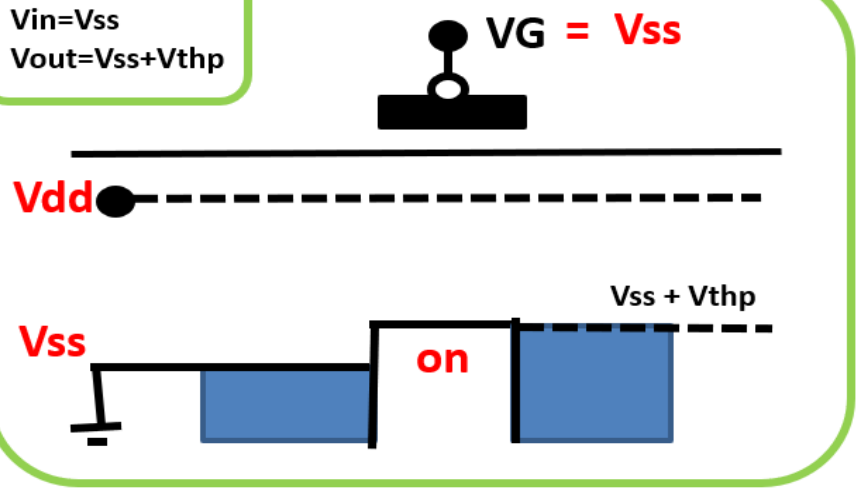 Vin=Vss
Vout=Vss+Vthp
VG = Vss
Vdd
Vss + Vthp
Vss
on